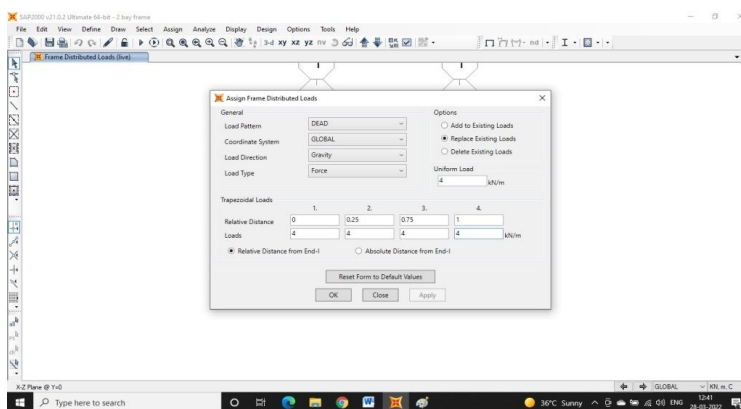 SAP2000 v21.0.2 Ultimate 64-bit - 2 bay frame
File Edit View Define Draw Select Assign Analyze Display Design Options Tools Help
3-d xy xz yz nv nd
Frame Distributed Loads (live)
Assign Frame Distributed Loads
General
Load Pattern DEAD
Coordinate System GLOBAL
Load Direction Gravity
Load Type Force
Options
Add to Existing Loads
Replace Existing Loads
Delete Existing Loads
Uniform Load
4 kN/m
Trapezoidal Loads
1. 2. 3. 4.
Relative Distance 0 0.25 0.75 1
Loads 4 4 4 4 kN/m
Relative Distance from End-I Absolute Distance from End-I
Reset Form to Default Values
OK Close Apply
X-Z Plane @ Y=0 GLOBAL KN, m, C
Type here to search 36°C Sunny ENG 12:41
28-03-2022